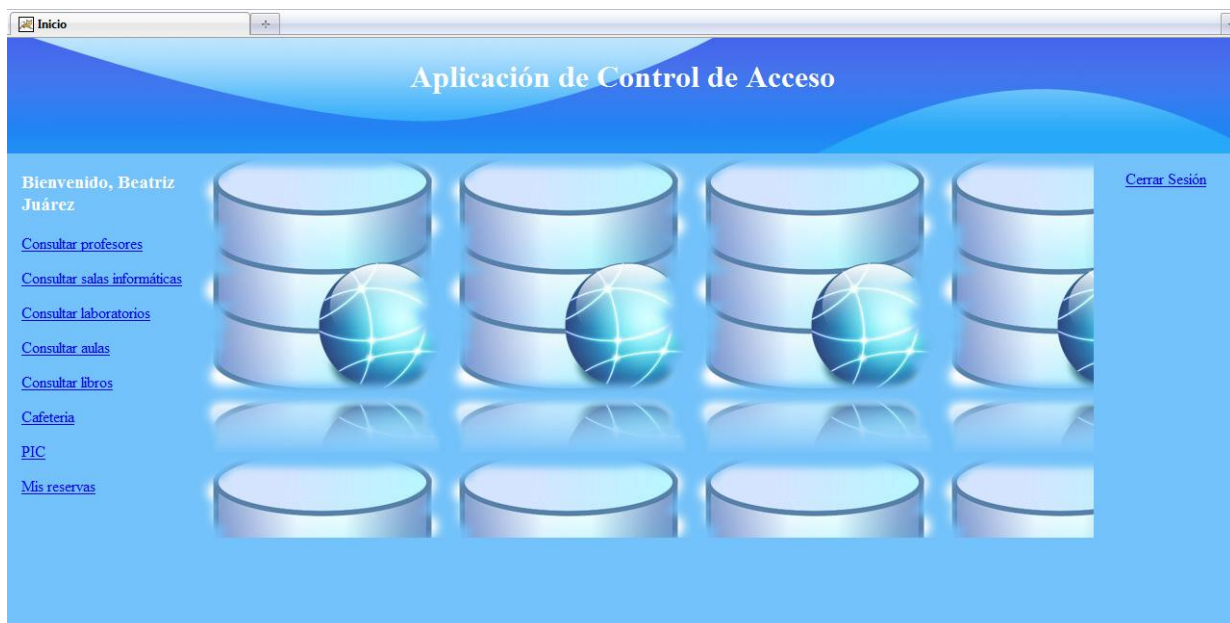 Inicio
Aplicación de Control de Acceso
Bienvenido, Beatriz
Juárez
Consultar profesores
Consultar salas informáticas
Consultar laboratorios
Consultar aulas
Consultar libros
Cafeteria
PIC
Mis reservas
Cerrar Sesión